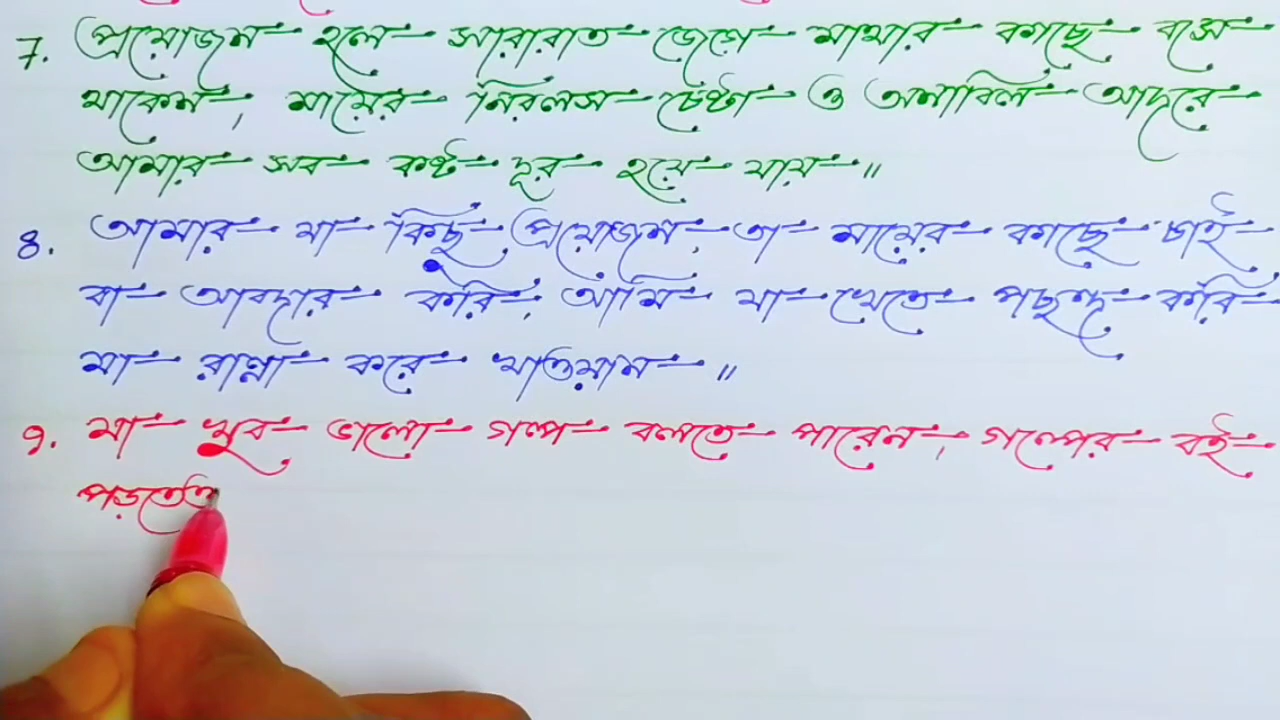 7. প্রয়োজন হলে সারারাত জেগে মাথার কাছে বসে
থাকেন, মায়ের নিরলস চেষ্টা ও অনাবিল আদরে
আমার সব কষ্ট দূর হয়ে যায়॥
8. আমার যা কিছু প্রয়োজন, তা মায়ের কাছে চাই
বা আবদার করি, আমি যা খেতে পছন্দ করি
মা রান্না করে খাওয়ান॥
9. মা খুব ভালো গল্প বলতে পারেন, গল্পের বই
পড়তে